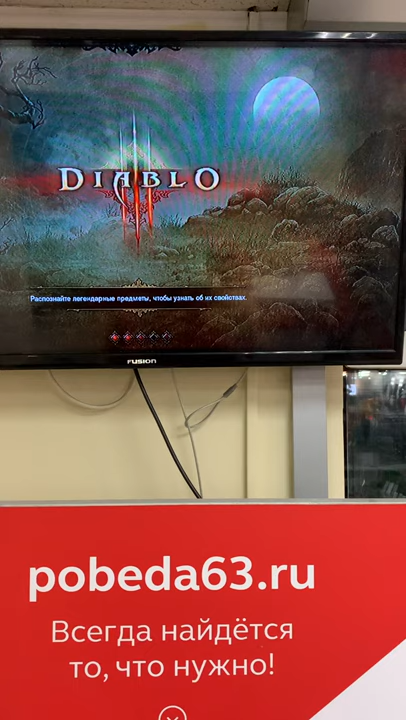 DIABLO
III
Распознайте легендарные предметы, чтобы узнать об их свойствах.
FUSION
pobeda63.ru
Всегда найдётся
то, что нужно!